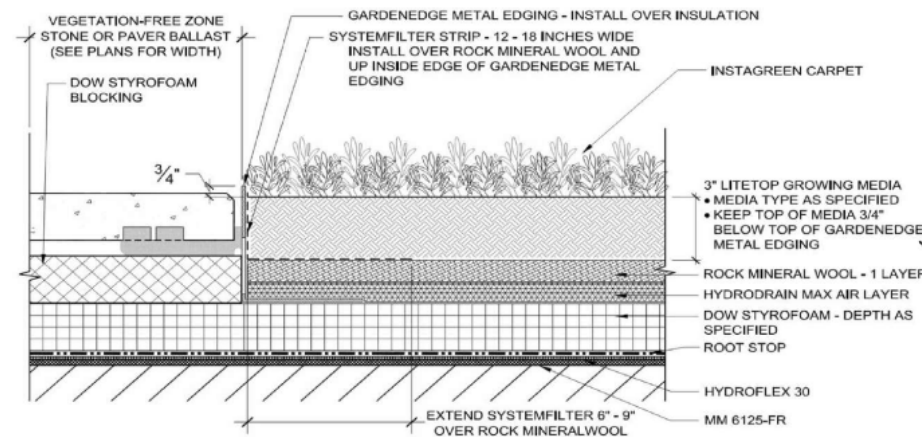 VEGETATION-FREE ZONE
STONE OR PAVER BALLAST
(SEE PLANS FOR WIDTH)
DOW STYROFOAM
BLOCKING
3/4"
GARDENEDGE METAL EDGING - INSTALL OVER INSULATION
SYSTEMFILTER STRIP - 12 - 18 INCHES WIDE
INSTALL OVER ROCK MINERAL WOOL AND
UP INSIDE EDGE OF GARDENEDGE METAL
EDGING
INSTAGREEN CARPET
3" LITETOP GROWING MEDIA
• MEDIA TYPE AS SPECIFIED
• KEEP TOP OF MEDIA 3/4"
BELOW TOP OF GARDENEDGE
METAL EDGING
ROCK MINERAL WOOL - 1 LAYER
HYDRODRAIN MAX AIR LAYER
DOW STYROFOAM - DEPTH AS
SPECIFIED
ROOT STOP
HYDROFLEX 30
MM 6125-FR
EXTEND SYSTEMFILTER 6" - 9"
OVER ROCK MINERALWOOL